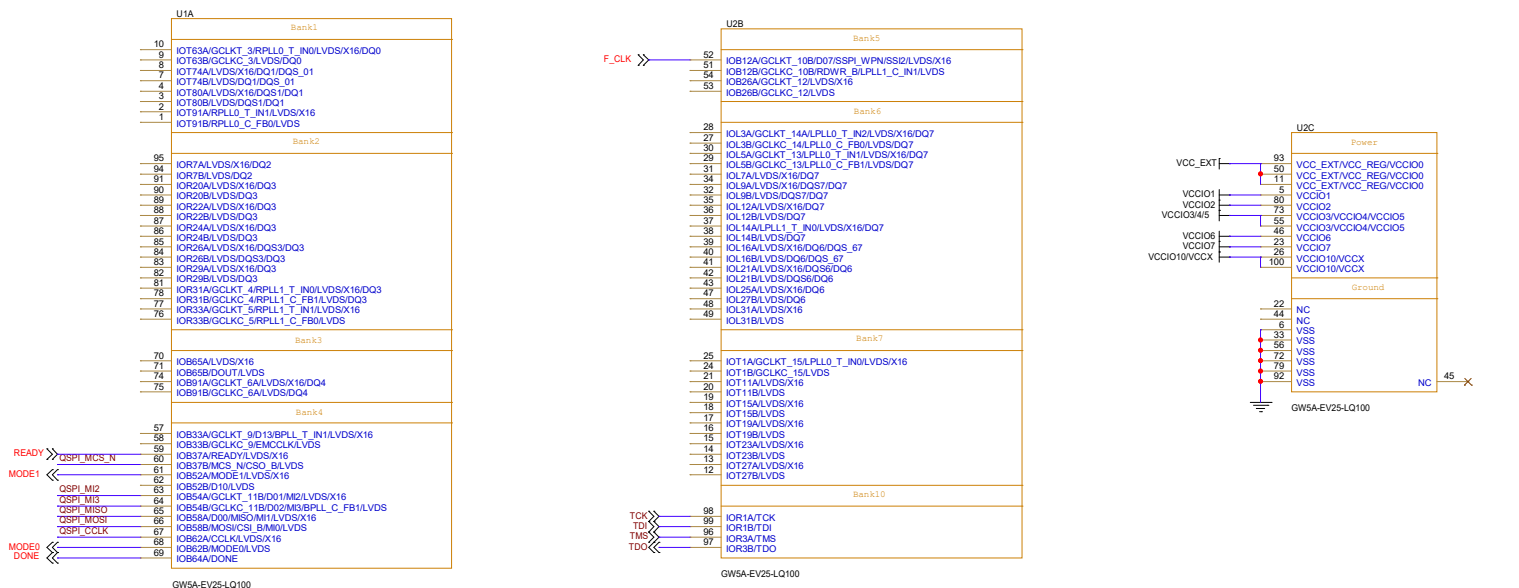 U1A
Bank1
10 IOT63A/GCLKT_3/RPLL0_T_IN0/LVDS/X16/DQ0
9 IOT63B/GCLKC_3/LVDS/DQ0
8 IOT74A/LVDS/X16/DQ1/DQS_01
7 IOT74B/LVDS/DQ1/DQS_01
4 IOT80A/LVDS/X16/DQS1/DQ1
3 IOT80B/LVDS/DQS1/DQ1
2 IOT91A/RPLL0_T_IN1/LVDS/X16
1 IOT91B/RPLL0_C_FB0/LVDS
Bank2
95 IOR7A/LVDS/X16/DQ2
94 IOR7B/LVDS/DQ2
91 IOR20A/LVDS/X16/DQ3
90 IOR20B/LVDS/DQ3
89 IOR22A/LVDS/X16/DQ3
88 IOR22B/LVDS/DQ3
87 IOR24A/LVDS/X16/DQ3
86 IOR24B/LVDS/DQ3
85 IOR26A/LVDS/X16/DQS3/DQ3
84 IOR26B/LVDS/DQS3/DQ3
83 IOR29A/LVDS/X16/DQ3
82 IOR29B/LVDS/DQ3
81 IOR31A/GCLKT_4/RPLL1_T_IN0/LVDS/X16/DQ3
78 IOR31B/GCLKC_4/RPLL1_C_FB1/LVDS/DQ3
77 IOR33A/GCLKT_5/RPLL1_T_IN1/LVDS/X16
76 IOR33B/GCLKC_5/RPLL1_C_FB0/LVDS
Bank3
70 IOB65A/LVDS/X16
71 IOB65B/DOUT/LVDS
74 IOB91A/GCLKT_6A/LVDS/X16/DQ4
75 IOB91B/GCLKC_6A/LVDS/DQ4
Bank4
57 IOB33A/GCLKT_9/D13/BPLL_T_IN1/LVDS/X16
58 IOB33B/GCLKC_9/EMCCLK/LVDS
READY 59 IOB37A/READY/LVDS/X16
QSPI_MCS_N 60 IOB37B/MCS_N/CSO_B/LVDS
MODE1 61 IOB52A/MODE1/LVDS/X16
62 IOB52B/D10/LVDS
QSPI_MI2 63 IOB54A/GCLKT_11B/D01/MI2/LVDS/X16
QSPI_MI3 64 IOB54B/GCLKC_11B/D02/MI3/BPLL_C_FB1/LVDS
QSPI_MISO 65 IOB58A/D00/MISO/MI1/LVDS/X16
QSPI_MOSI 66 IOB58B/MOSI/CSI_B/MI0/LVDS
QSPI_CCLK 67 IOB62A/CCLK/LVDS/X16
MODE0 68 IOB62B/MODE0/LVDS
DONE 69 IOB64A/DONE
GW5A-EV25-LQ100
U2B
Bank5
F_CLK 52 IOB12A/GCLKT_10B/D07/SSPI_WPN/SSI2/LVDS/X16
51 IOB12B/GCLKC_10B/RDWR_B/LPLL1_C_IN1/LVDS
54 IOB26A/GCLKT_12/LVDS/X16
53 IOB26B/GCLKC_12/LVDS
Bank6
28 IOL3A/GCLKT_14A/LPLL0_T_IN2/LVDS/X16/DQ7
27 IOL3B/GCLKC_14/LPLL0_C_FB0/LVDS/DQ7
30 IOL5A/GCLKT_13/LPLL0_T_IN1/LVDS/X16/DQ7
29 IOL5B/GCLKC_13/LPLL0_C_FB1/LVDS/DQ7
31 IOL7A/LVDS/X16/DQ7
34 IOL9A/LVDS/X16/DQS7/DQ7
32 IOL9B/LVDS/DQS7/DQ7
35 IOL12A/LVDS/X16/DQ7
36 IOL12B/LVDS/DQ7
37 IOL14A/LPLL1_T_IN0/LVDS/X16/DQ7
38 IOL14B/LVDS/DQ7
39 IOL16A/LVDS/X16/DQ6/DQS_67
40 IOL16B/LVDS/DQ6/DQS_67
41 IOL21A/LVDS/X16/DQS6/DQ6
42 IOL21B/LVDS/DQS6/DQ6
43 IOL25A/LVDS/X16/DQ6
47 IOL27B/LVDS/DQ6
48 IOL31A/LVDS/X16
49 IOL31B/LVDS
Bank7
25 IOT1A/GCLKT_15/LPLL0_T_IN0/LVDS/X16
24 IOT1B/GCLKC_15/LVDS
21 IOT11A/LVDS/X16
20 IOT11B/LVDS
19 IOT15A/LVDS/X16
18 IOT15B/LVDS
17 IOT19A/LVDS/X16
16 IOT19B/LVDS
15 IOT23A/LVDS/X16
14 IOT23B/LVDS
13 IOT27A/LVDS/X16
12 IOT27B/LVDS
Bank10
TCK 98 IOR1A/TCK
TDI 99 IOR1B/TDI
TMS 96 IOR3A/TMS
TDO 97 IOR3B/TDO
GW5A-EV25-LQ100
U2C
Power
VCC_EXT 93 VCC_EXT/VCC_REG/VCCIO0
50 VCC_EXT/VCC_REG/VCCIO0
11 VCC_EXT/VCC_REG/VCCIO0
VCCIO1 5 VCCIO1
VCCIO2 80 VCCIO2
VCCIO3/4/5 73 VCCIO3/VCCIO4/VCCIO5
55 VCCIO3/VCCIO4/VCCIO5
VCCIO6 46 VCCIO6
VCCIO7 23 VCCIO7
VCCIO10/VCCX 26 VCCIO10/VCCX
100 VCCIO10/VCCX
Ground
22 NC
44 NC
6 VSS
33 VSS
56 VSS
72 VSS
79 VSS
92 VSS
NC 45
GW5A-EV25-LQ100